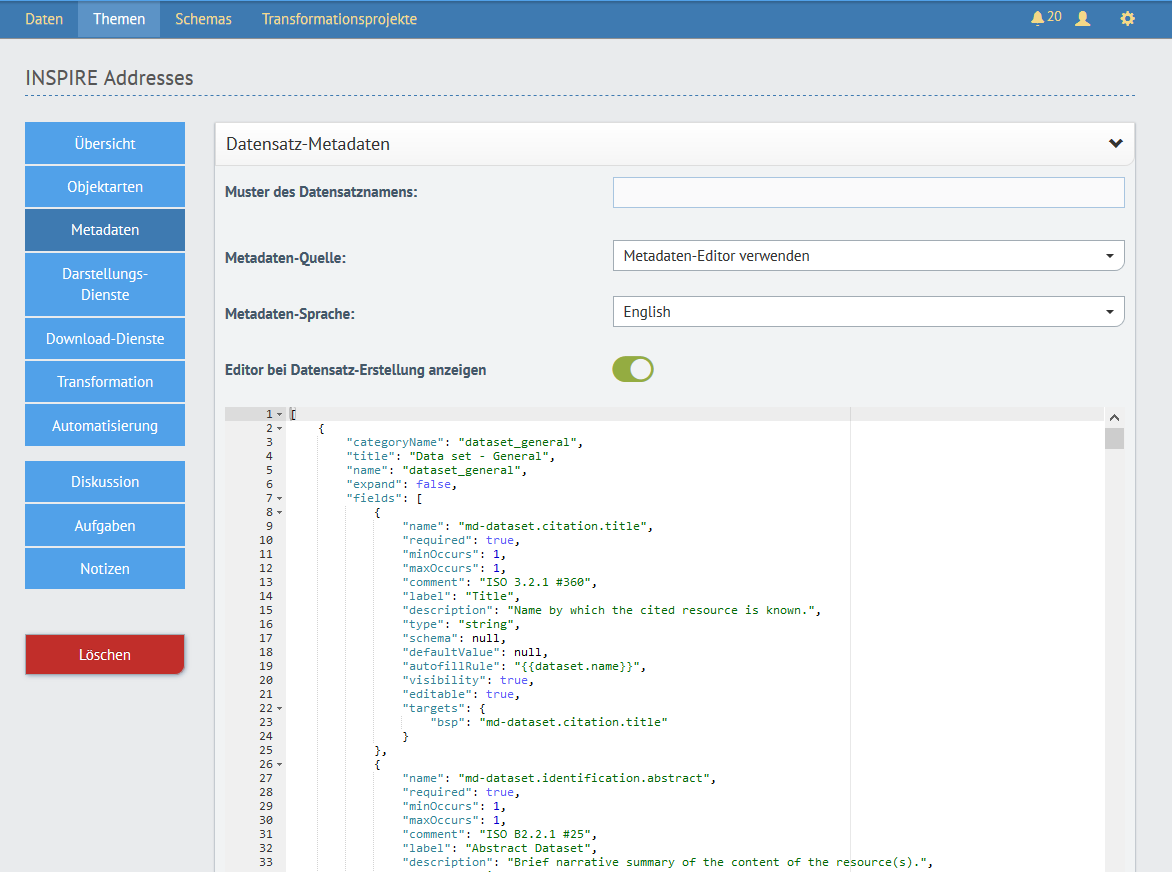 Daten Themen Schemas Transformationsprojekte 20
INSPIRE Addresses
Übersicht
Objektarten
Metadaten
Darstellungs-
Dienste
Download-Dienste
Transformation
Automatisierung
Diskussion
Aufgaben
Notizen
Löschen
Datensatz-Metadaten
Muster des Datensatznamens:
Metadaten-Quelle: Metadaten-Editor verwenden
Metadaten-Sprache: English
Editor bei Datensatz-Erstellung anzeigen
1 [
2 {
3 "categoryName": "dataset_general",
4 "title": "Data set - General",
5 "name": "dataset_general",
6 "expand": false,
7 "fields": [
8 {
9 "name": "md-dataset.citation.title",
10 "required": true,
11 "minOccurs": 1,
12 "maxOccurs": 1,
13 "comment": "ISO 3.2.1 #360",
14 "label": "Title",
15 "description": "Name by which the cited resource is known.",
16 "type": "string",
17 "schema": null,
18 "defaultValue": null,
19 "autofillRule": "{{dataset.name}}",
20 "visibility": true,
21 "editable": true,
22 "targets": {
23 "bsp": "md-dataset.citation.title"
24 }
25 },
26 {
27 "name": "md-dataset.identification.abstract",
28 "required": true,
29 "minOccurs": 1,
30 "maxOccurs": 1,
31 "comment": "ISO B2.2.1 #25",
32 "label": "Abstract Dataset",
33 "description": "Brief narrative summary of the content of the resource(s).",